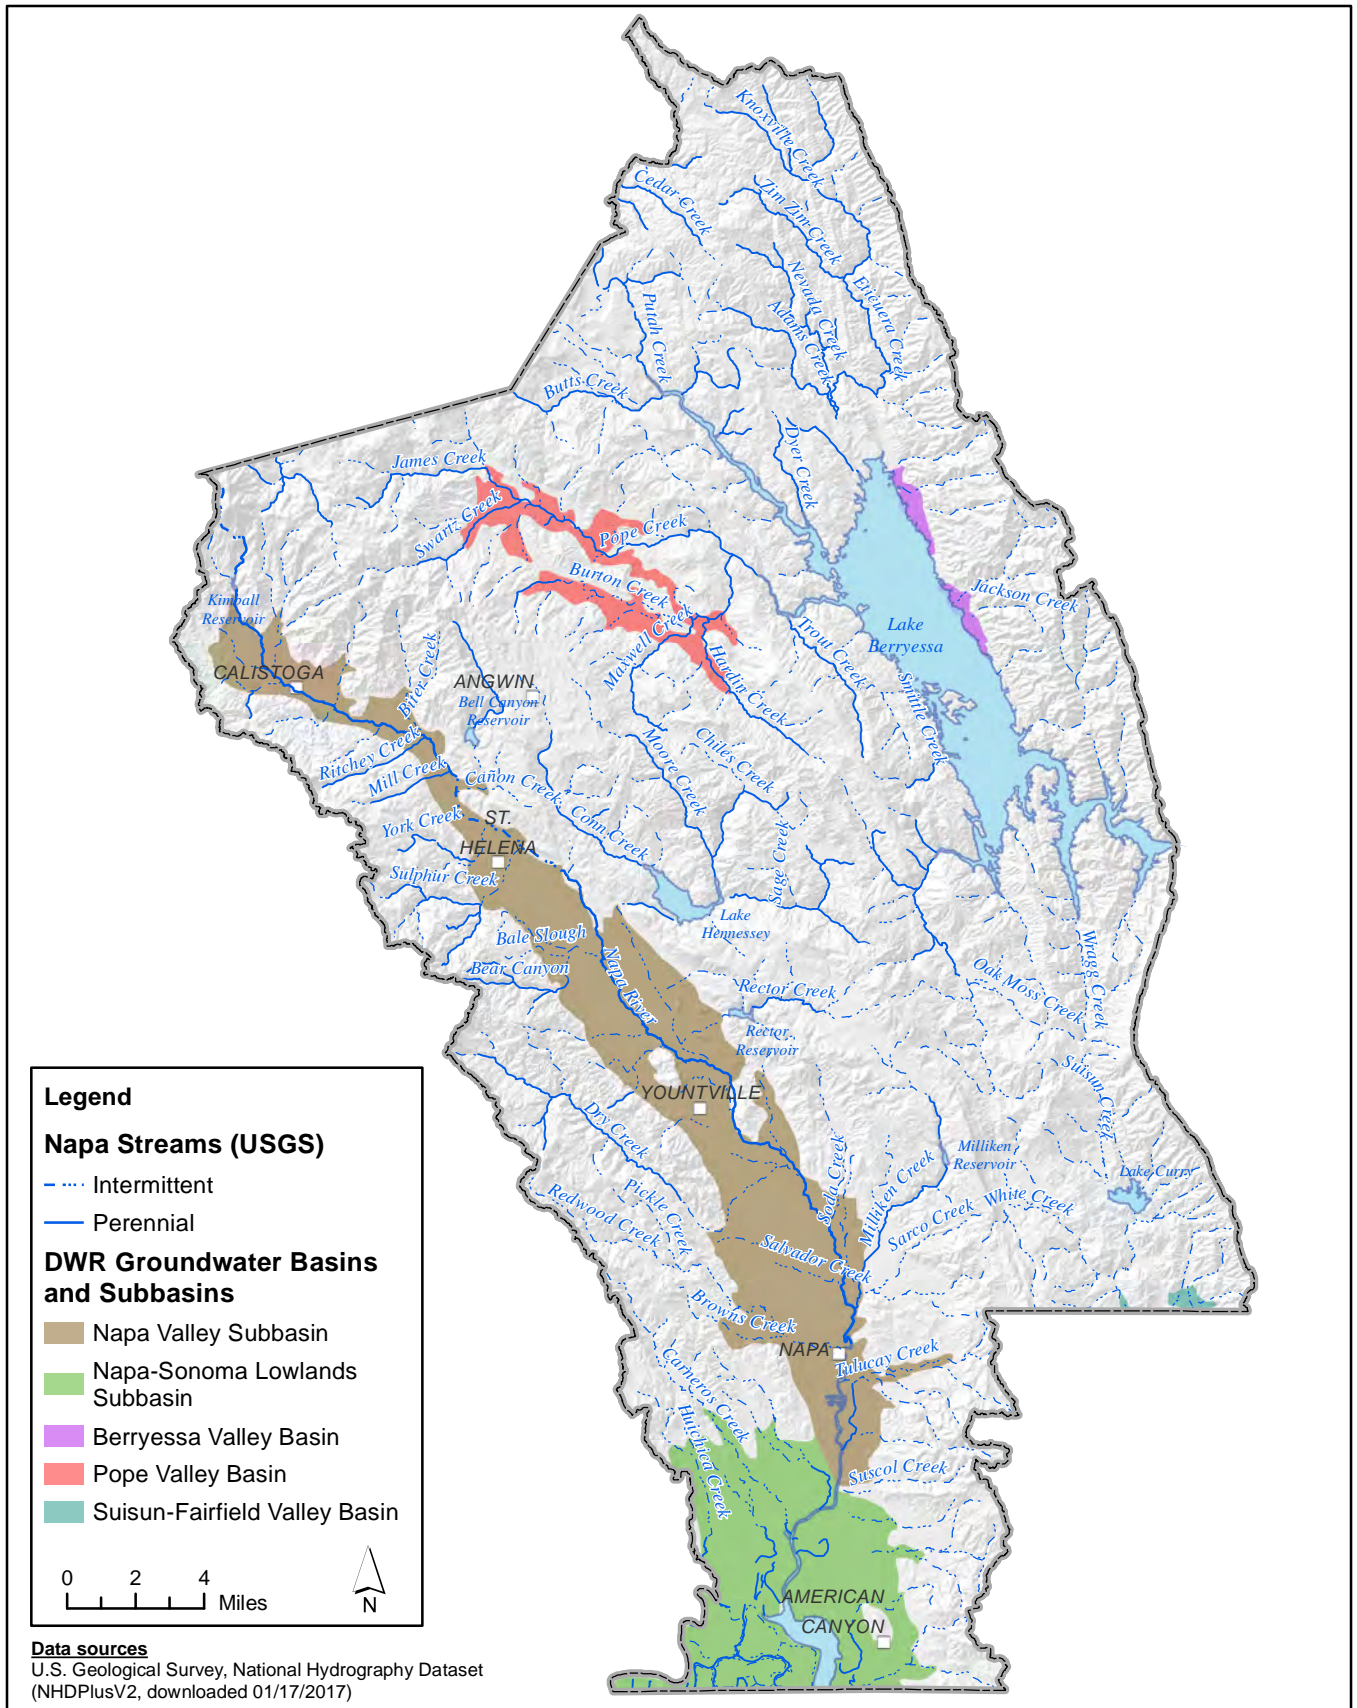 Knoxville Creek
Cedar Creek
Zim Zim Creek
Nevada Creek
Eticuera Creek
Adams Creek
Putah Creek
Butts Creek
Dyer Creek
James Creek
Swartz Creek
Pope Creek
Burton Creek
Jackson Creek
Kimball
Reservoir
Maxwell Creek
Trout Creek
Lake
Berryessa
Hardin Creek
Smittle Creek
CALISTOGA
Biter Creek
ANGWIN
Bell Canyon
Reservoir
Ritchey Creek
Mill Creek
Moore Creek
Chiles Creek
Cañon Creek
Conn Creek
York Creek
ST.
HELENA
Sage Creek
Sulphur Creek
Lake
Hennessey
Bale Slough
Bear Canyon
Napa River
Rector Creek
Oak Moss Creek
Wragg Creek
Rector
Reservoir
Suisun Creek
YOUNTVILLE
Dry Creek
Soda Creek
Milliken Creek
Milliken
Reservoir
Lake Curry
Pickle Creek
Redwood Creek
Sarco Creek
White Creek
Salvador Creek
Browns Creek
NAPA
Tulucay Creek
Carneros Creek
Huichica Creek
Suscol Creek
AMERICAN
CANYON
Legend
Napa Streams (USGS)
Intermittent
Perennial
DWR Groundwater Basins
and Subbasins
Napa Valley Subbasin
Napa-Sonoma Lowlands
Subbasin
Berryessa Valley Basin
Pope Valley Basin
Suisun-Fairfield Valley Basin
0 2 4
Miles
N
Data sources
U.S. Geological Survey, National Hydrography Dataset
(NHDPlusV2, downloaded 01/17/2017)